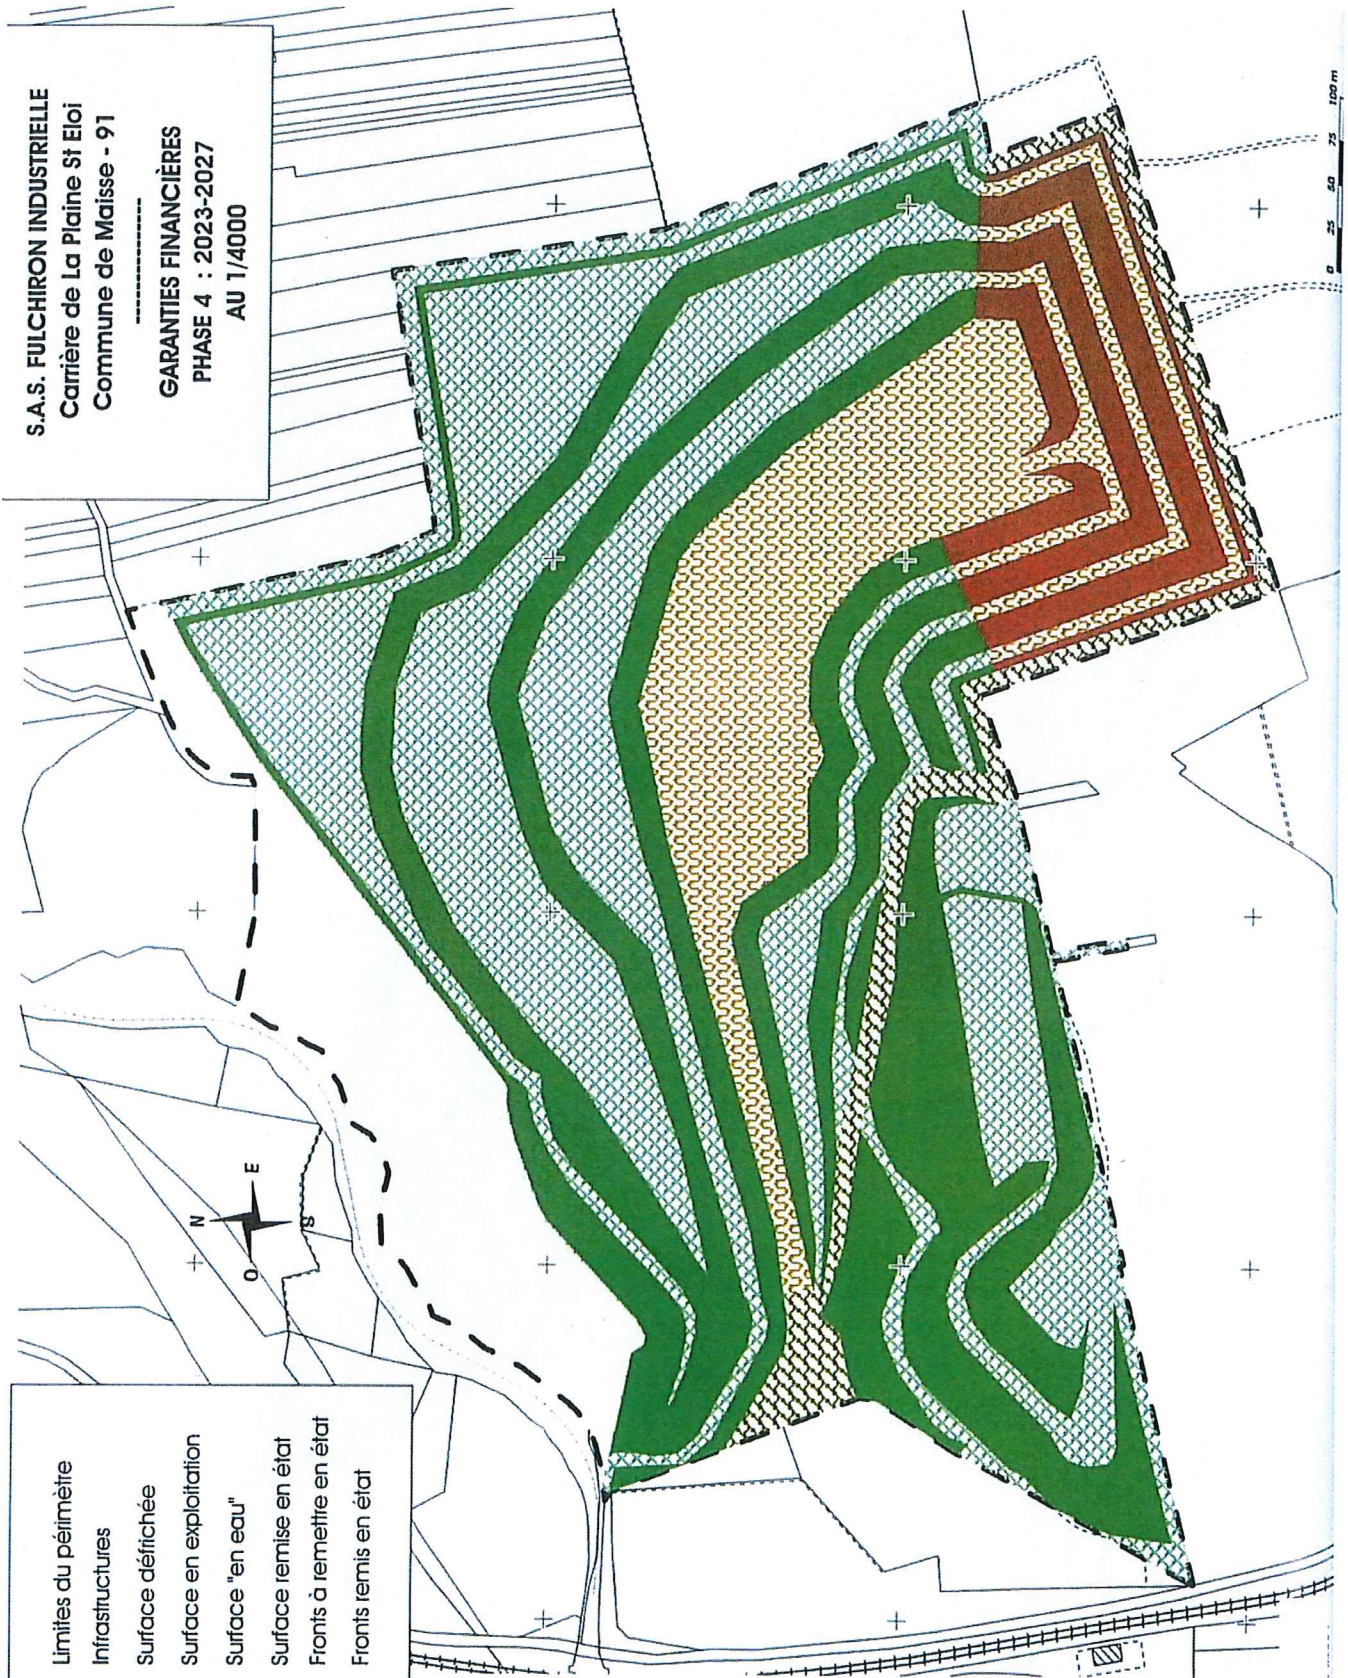 S.A.S. FULCHIRON INDUSTRIELLE
Carrière de La Plaine St Eloi
Commune de Maisse - 91
------------
GARANTIES FINANCIÈRES
PHASE 4 : 2023-2027
AU 1/4000
0 25 50 75 100 m
N
E
S
O
Limites du périmètre
Infrastructures
Surface défrichée
Surface en exploitation
Surface "en eau"
Surface remise en état
Fronts à remettre en état
Fronts remis en état